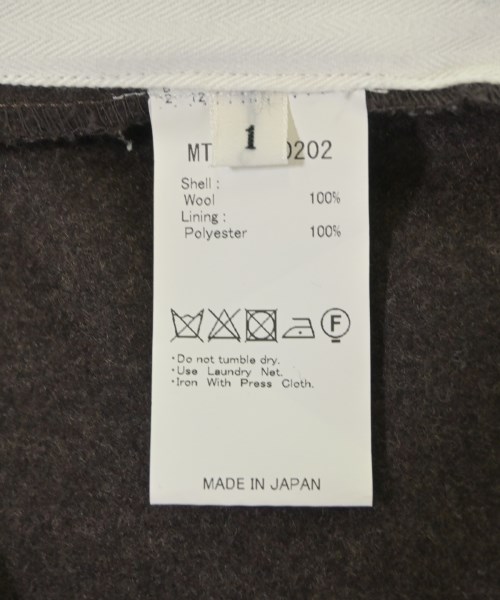 1
MT 0202
Shell :
Wool 100%
Lining :
Polyester 100%
F
・Do not tumble dry.
・Use Laundry Net.
・Iron With Press Cloth.
MADE IN JAPAN